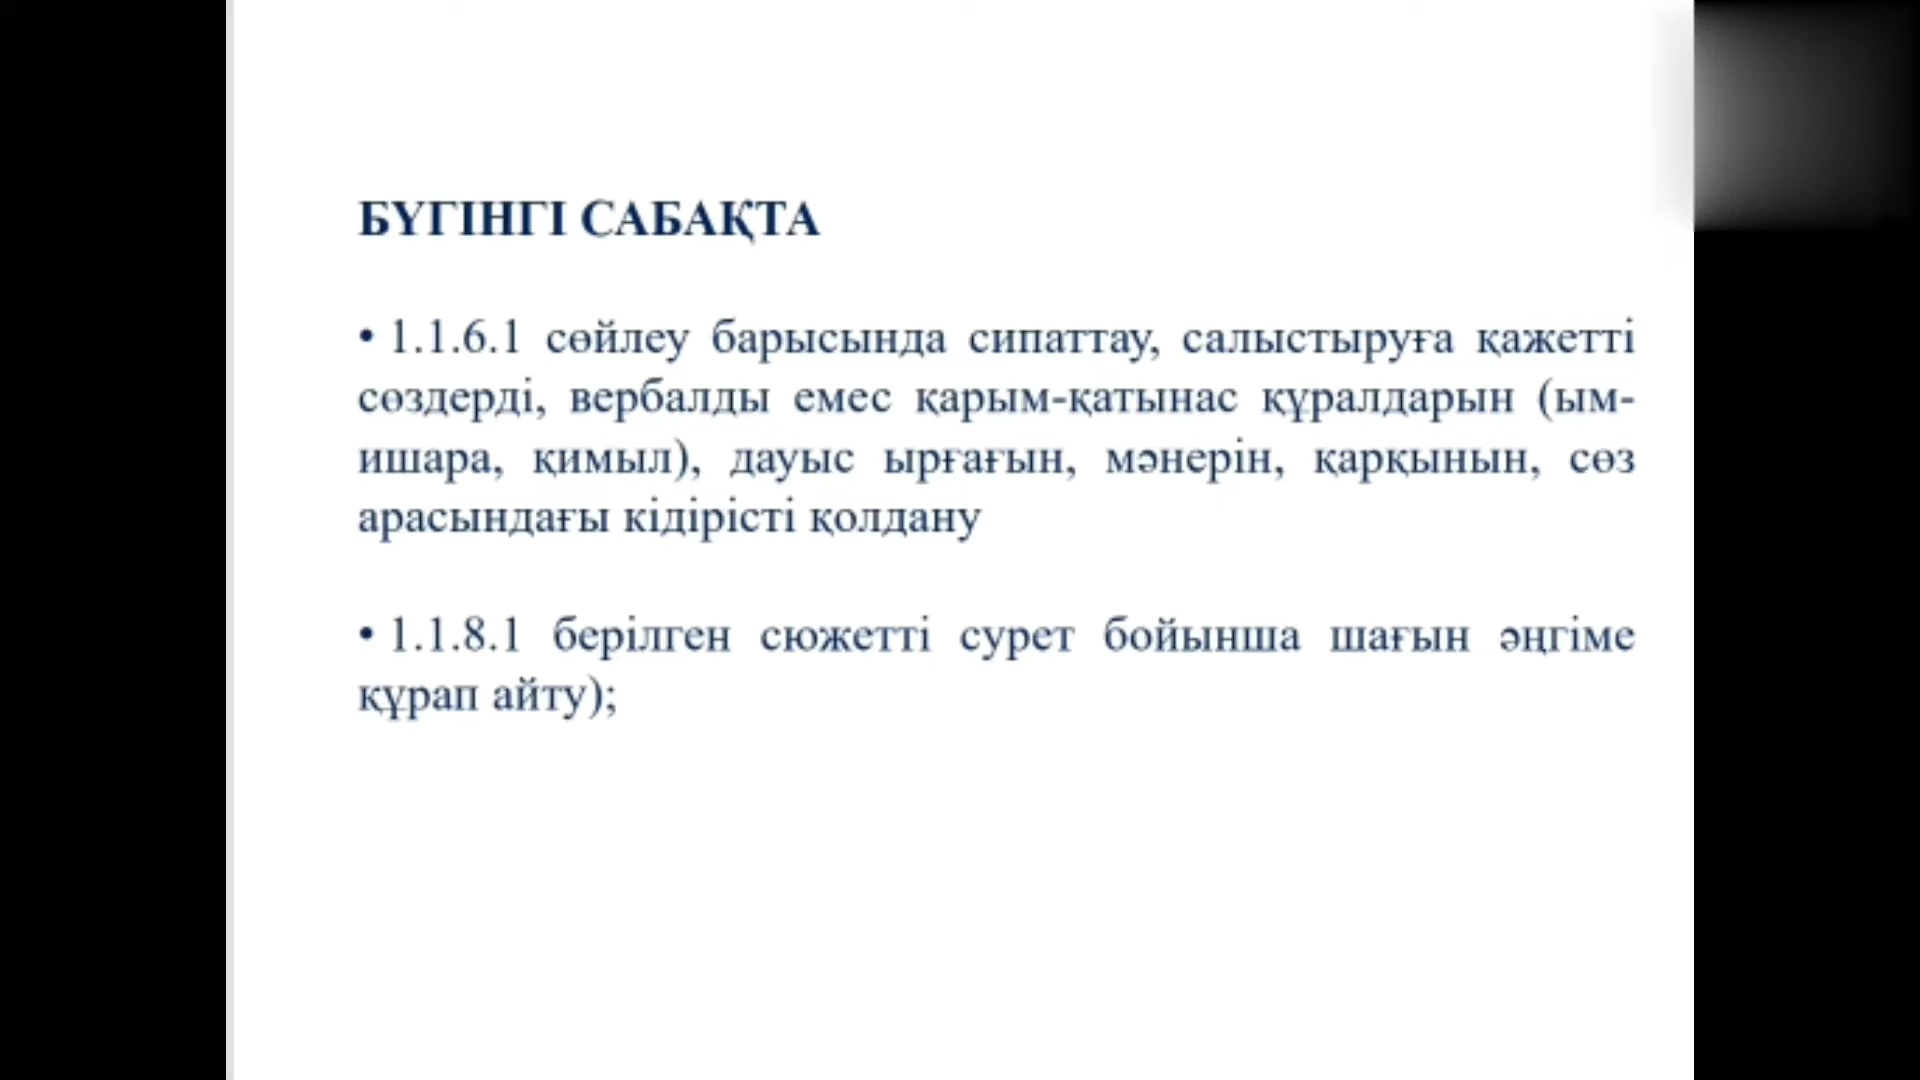 БҮГІНГІ САБАҚТА
• 1.1.6.1 сөйлеу барысында сипаттау, салыстыруға қажетті
сөздерді, вербалды емес қарым-қатынас құралдарын (ым-
ишара, қимыл), дауыс ырғағын, мәнерін, қарқынын, сөз
арасындағы кідірісті қолдану
• 1.1.8.1 берілген сюжетті сурет бойынша шағын әңгіме
құрап айту);